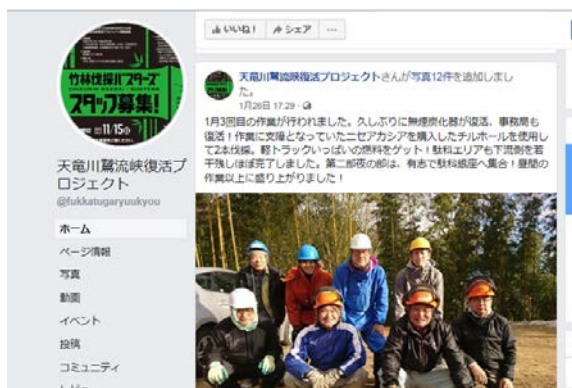 竹林伐採バスターズ
スタッフ募集!
11/15
いいね!
シェア
天竜川鵞流峡復活プロジェクトさんが写真12件を追加しまし
た。
1月26日 17:29
1月3回目の作業が行われました。久しぶりに無煙炭化器が復活、事務局も
復活!作業に支障となっていたニセアカシアを購入したチルホールを使用し
て2本伐採。軽トラックいっぱいの燃料をゲット!駄科エリアも下流側を若
干残しほぼ完了しました。第二部夜の部は、有志で駄科銀座へ集合!昼間の
作業以上に盛り上がりました!
天竜川鵞流峡復活プ
ロジェクト
@fukkatugaryuukyou
ホーム
ページ情報
写真
動画
イベント
投稿
コミュニティ